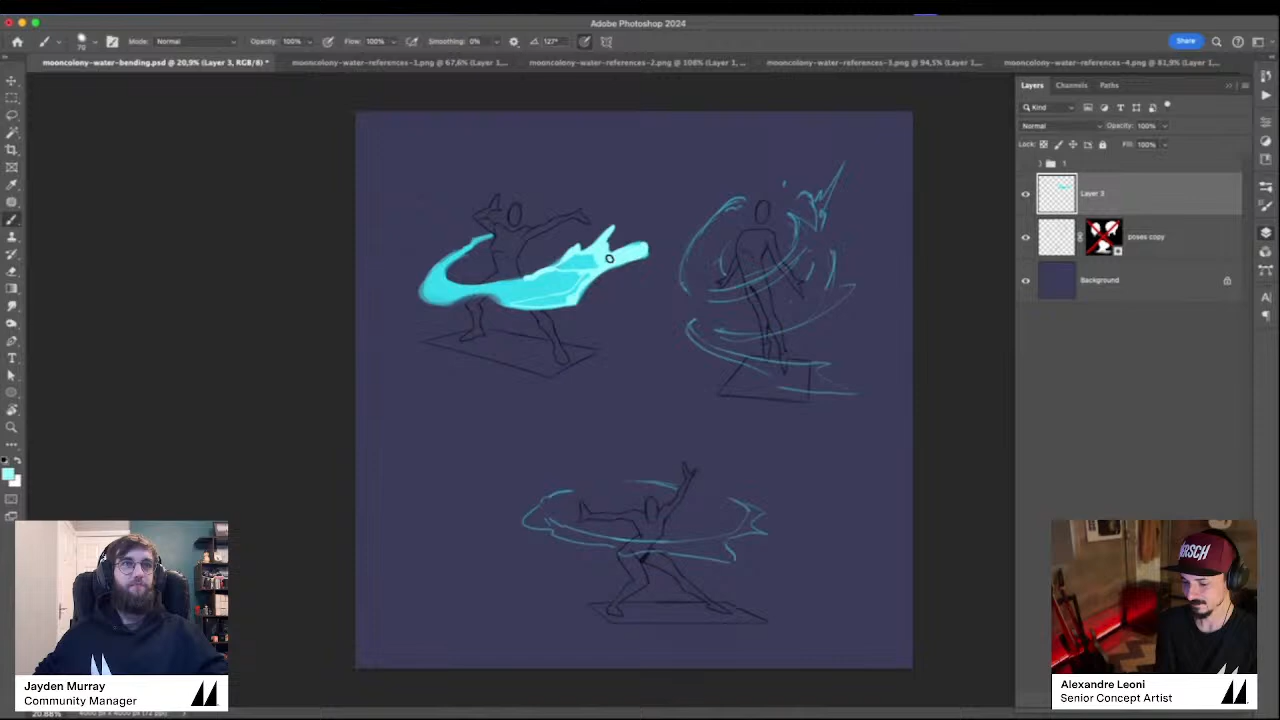 Adobe Photoshop 2024
Mode: Normal Opacity: 100% Flow: 100% Smoothing: 0% 127° Share
mooncolony-water-bending.psd @ 20,9% (Layer 3, RGB/8) * mooncolony-water-references-1.png @ 67,6% (Layer 1,... mooncolony-water-references-2.png @ 108% (Layer 1, ... mooncolony-water-references-3.png @ 94,5% (Layer 1,... mooncolony-water-references-4.png @ 81,9% (Layer 1,...
Layers Channels Paths
Kind
Normal Opacity: 100%
Lock: Fill: 100%
1
Layer 3
poses copy
Background
Jayden Murray
Community Manager
Alexandre Leoni
Senior Concept Artist